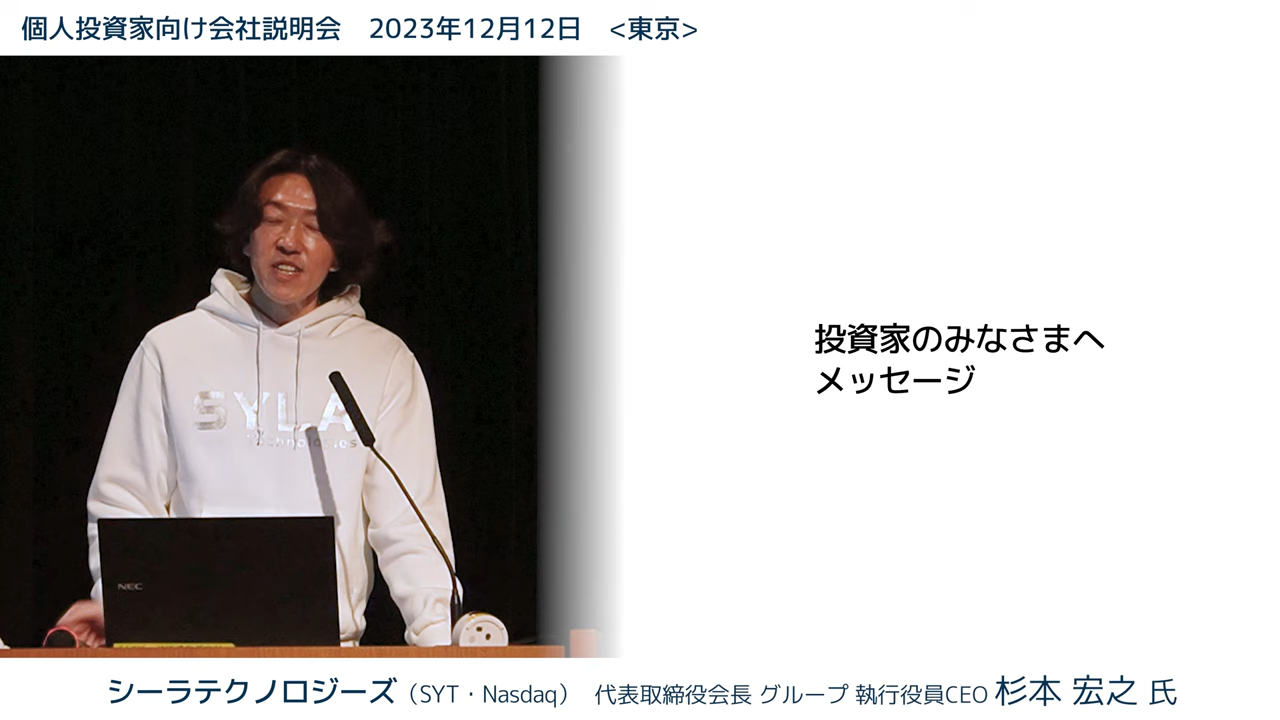 個人投資家向け会社説明会 2023年12月12日 <東京>
投資家のみなさまへ
メッセージ
SYLA
Technologies
NEC
シーラテクノロジーズ（SYT・Nasdaq） 代表取締役会長 グループ 執行役員CEO 杉本 宏之 氏